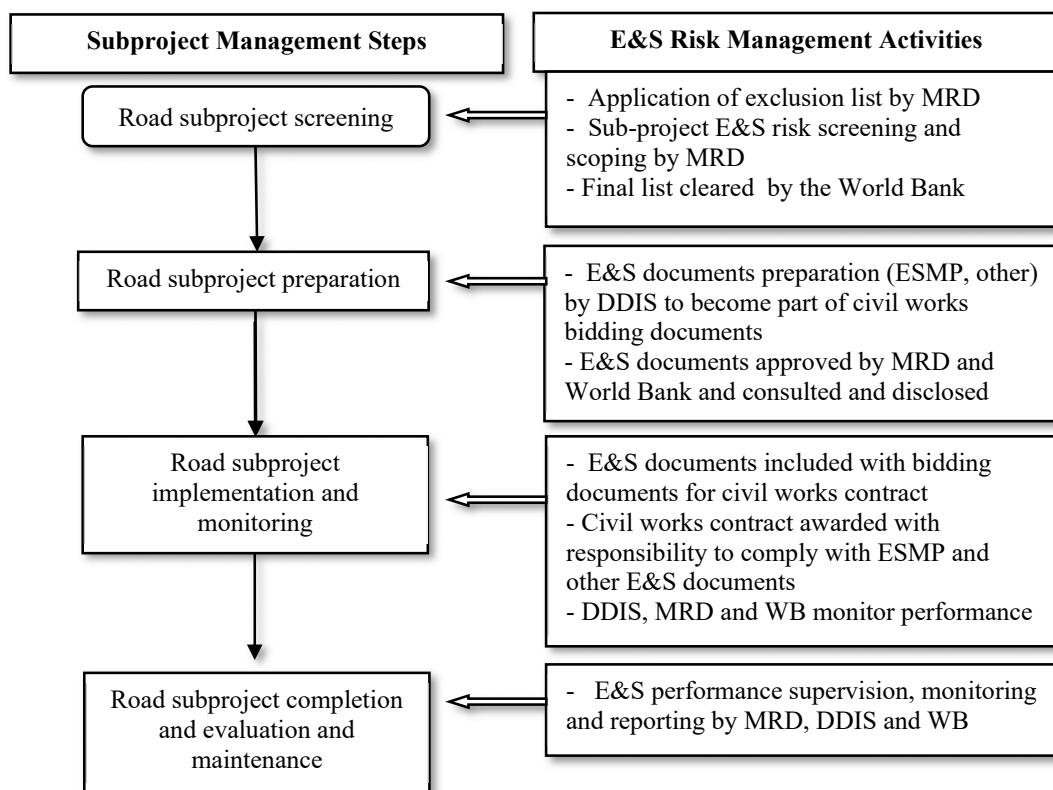 Subproject Management Steps
E&S Risk Management Activities
Road subproject screening
- Application of exclusion list by MRD
- Sub-project E&S risk screening and
scoping by MRD
- Final list cleared by the World Bank
Road subproject preparation
- E&S documents preparation (ESMP, other)
by DDIS to become part of civil works
bidding documents
- E&S documents approved by MRD and
World Bank and consulted and disclosed
Road subproject
implementation and
monitoring
- E&S documents included with bidding
documents for civil works contract
- Civil works contract awarded with
responsibility to comply with ESMP and
other E&S documents
- DDIS, MRD and WB monitor performance
Road subproject completion
and evaluation and
maintenance
- E&S performance supervision, monitoring
and reporting by MRD, DDIS and WB